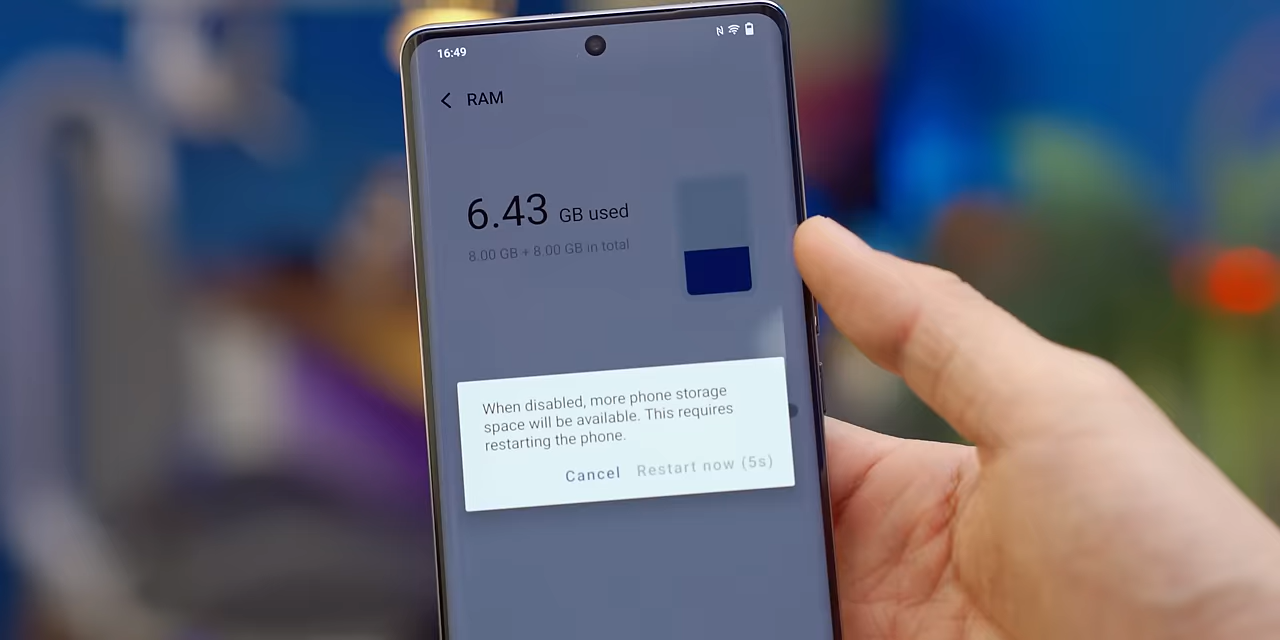 16:49
RAM
6.43 GB used
8.00 GB + 8.00 GB in total
When disabled, more phone storage
space will be available. This requires
restarting the phone.
Cancel Restart now (5s)